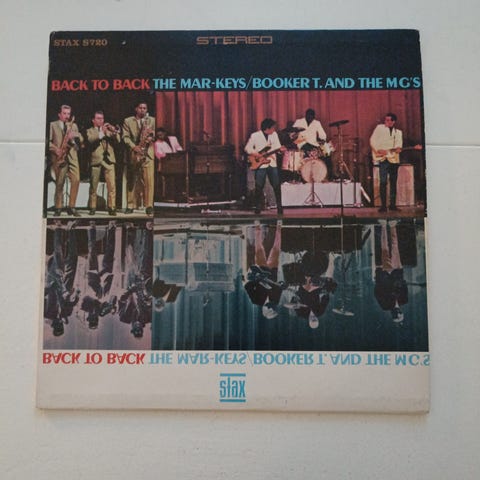 STAX S720 STEREO
BACK TO BACK THE MAR-KEYS/BOOKER T. AND THE MG'S
BACK TO BACK THE MAR-KEYS/BOOKER T. AND THE MG'S
stax